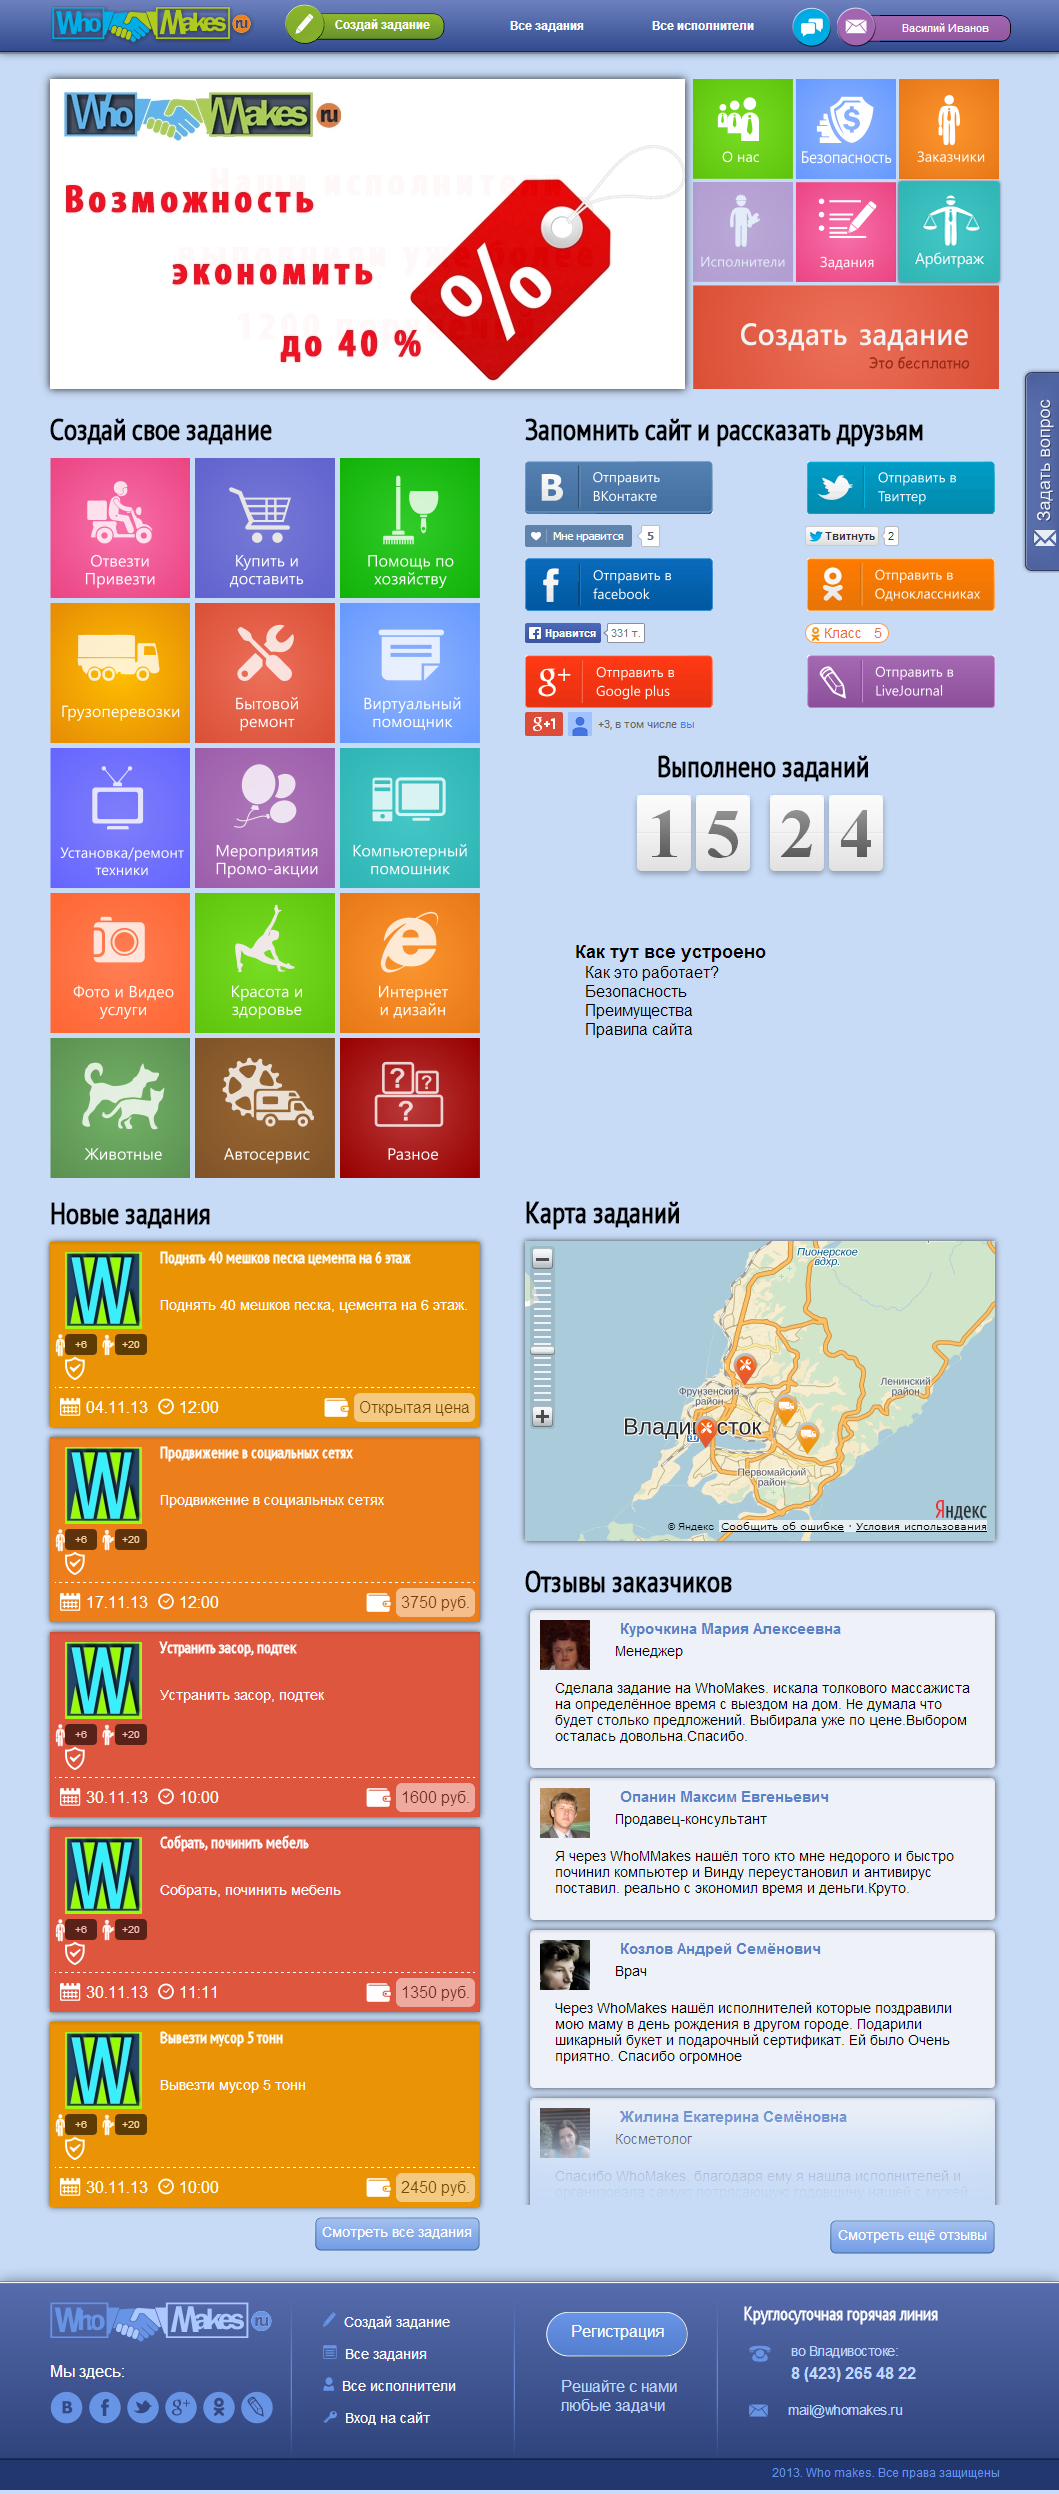 Who Makes ru
Создай задание
Все задания
Все исполнители
Василий Иванов
Who Makes ru
Возможность
экономить
до 40 %
%
О нас
Безопасность
Заказчики
Исполнители
Задания
Арбитраж
Создать задание
Это бесплатно
Задать вопрос
Создай свое задание
Отвезти
Привезти
Купить и
доставить
Помощь по
хозяйству
Грузоперевозки
Бытовой
ремонт
Виртуальный
помощник
Установка/ремонт
техники
Мероприятия
Промо-акции
Компьютерный
помошник
Фото и Видео
услуги
Красота и
здоровье
Интернет
и дизайн
Животные
Автосервис
Разное
Запомнить сайт и рассказать друзьям
Отправить
ВКонтакте
Отправить в
Твиттер
Мне нравится 5
Твитнуть 2
Отправить в
facebook
Отправить в
Одноклассниках
Нравится 331 т.
Класс 5
Отправить в
Google plus
Отправить в
LiveJournal
g+1 +3, в том числе вы
Выполнено заданий
15 24
Как тут все устроено
Как это работает?
Безопасность
Преимущества
Правила сайта
Новые задания
Поднять 40 мешков песка цемента на 6 этаж
Поднять 40 мешков песка, цемента на 6 этаж.
+6 +20
04.11.13 12:00 Открытая цена
Продвижение в социальных сетях
Продвижение в социальных сетях
+6 +20
17.11.13 12:00 3750 руб.
Устранить засор, подтек
Устранить засор, подтек
+6 +20
30.11.13 10:00 1600 руб.
Собрать, починить мебель
Собрать, починить мебель
+6 +20
30.11.13 11:11 1350 руб.
Вывезти мусор 5 тонн
Вывезти мусор 5 тонн
+6 +20
30.11.13 10:00 2450 руб.
Смотреть все задания
Карта заданий
Пионерское
вдхр.
Фрунзенский
район
Ленинский
район
Владивосток
Первомайский
район
Яндекс
© Яндекс Сообщить об ошибке · Условия использования
Отзывы заказчиков
Курочкина Мария Алексеевна
Менеджер
Сделала задание на WhoMakes. искала толкового массажиста
на определённое время с выездом на дом. Не думала что
будет столько предложений. Выбирала уже по цене.Выбором
осталась довольна.Спасибо.
Опанин Максим Евгеньевич
Продавец-консультант
Я через WhoMMakes нашёл того кто мне недорого и быстро
починил компьютер и Винду переустановил и антивирус
поставил. реально с экономил время и деньги.Круто.
Козлов Андрей Семёнович
Врач
Через WhoMakes нашёл исполнителей которые поздравили
мою маму в день рождения в другом городе. Подарили
шикарный букет и подарочный сертификат. Ей было Очень
приятно. Спасибо огромное
Жилина Екатерина Семёновна
Косметолог
Спасибо WhoMakes, благодаря ему я нашла исполнителей и
Смотреть ещё отзывы
Who Makes ru
Мы здесь:
Создай задание
Все задания
Все исполнители
Вход на сайт
Регистрация
Решайте с нами
любые задачи
Круглосуточная горячая линия
во Владивостоке:
8 (423) 265 48 22
mail@whomakes.ru
2013. Who makes. Все права защищены